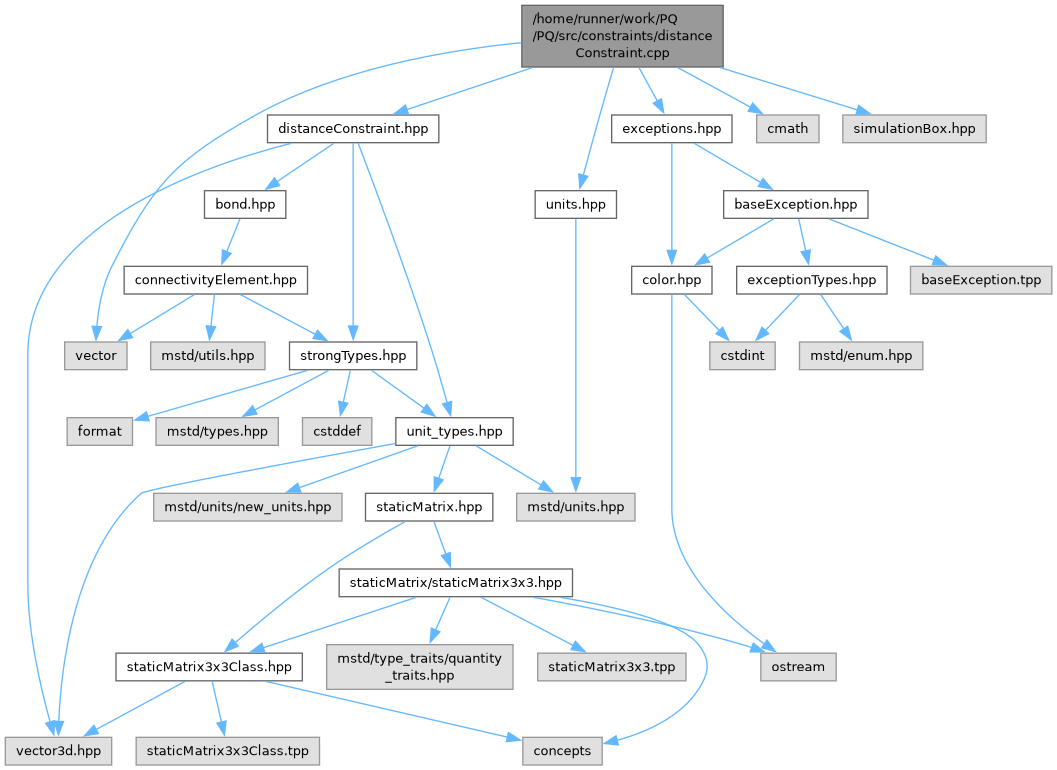 /home/runner/work/PQ
/PQ/src/constraints/distance
Constraint.cpp
distanceConstraint.hpp
exceptions.hpp
cmath
simulationBox.hpp
bond.hpp
units.hpp
baseException.hpp
connectivityElement.hpp
color.hpp
exceptionTypes.hpp
baseException.tpp
vector
mstd/utils.hpp
strongTypes.hpp
cstdint
mstd/enum.hpp
format
mstd/types.hpp
cstddef
unit_types.hpp
mstd/units/new_units.hpp
staticMatrix.hpp
mstd/units.hpp
staticMatrix/staticMatrix3x3.hpp
staticMatrix3x3Class.hpp
mstd/type_traits/quantity
_traits.hpp
staticMatrix3x3.tpp
ostream
vector3d.hpp
staticMatrix3x3Class.tpp
concepts